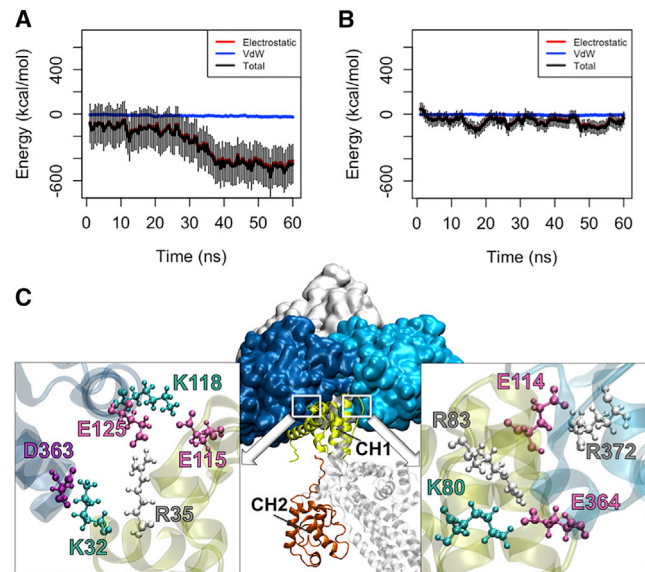 A
Energy (kcal/mol)
400
0
-600
Electrostatic
VdW
Total
0 10 20 30 40 50 60
Time (ns)
B
Energy (kcal/mol)
400
0
-600
Electrostatic
VdW
Total
0 10 20 30 40 50 60
Time (ns)
C
K118
E125
E115
D363
R35
K32
CH1
CH2
E114
R83
R372
K80
E364